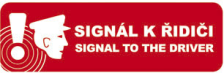 SIGNÁL K ŘIDIČI
SIGNAL TO THE DRIVER